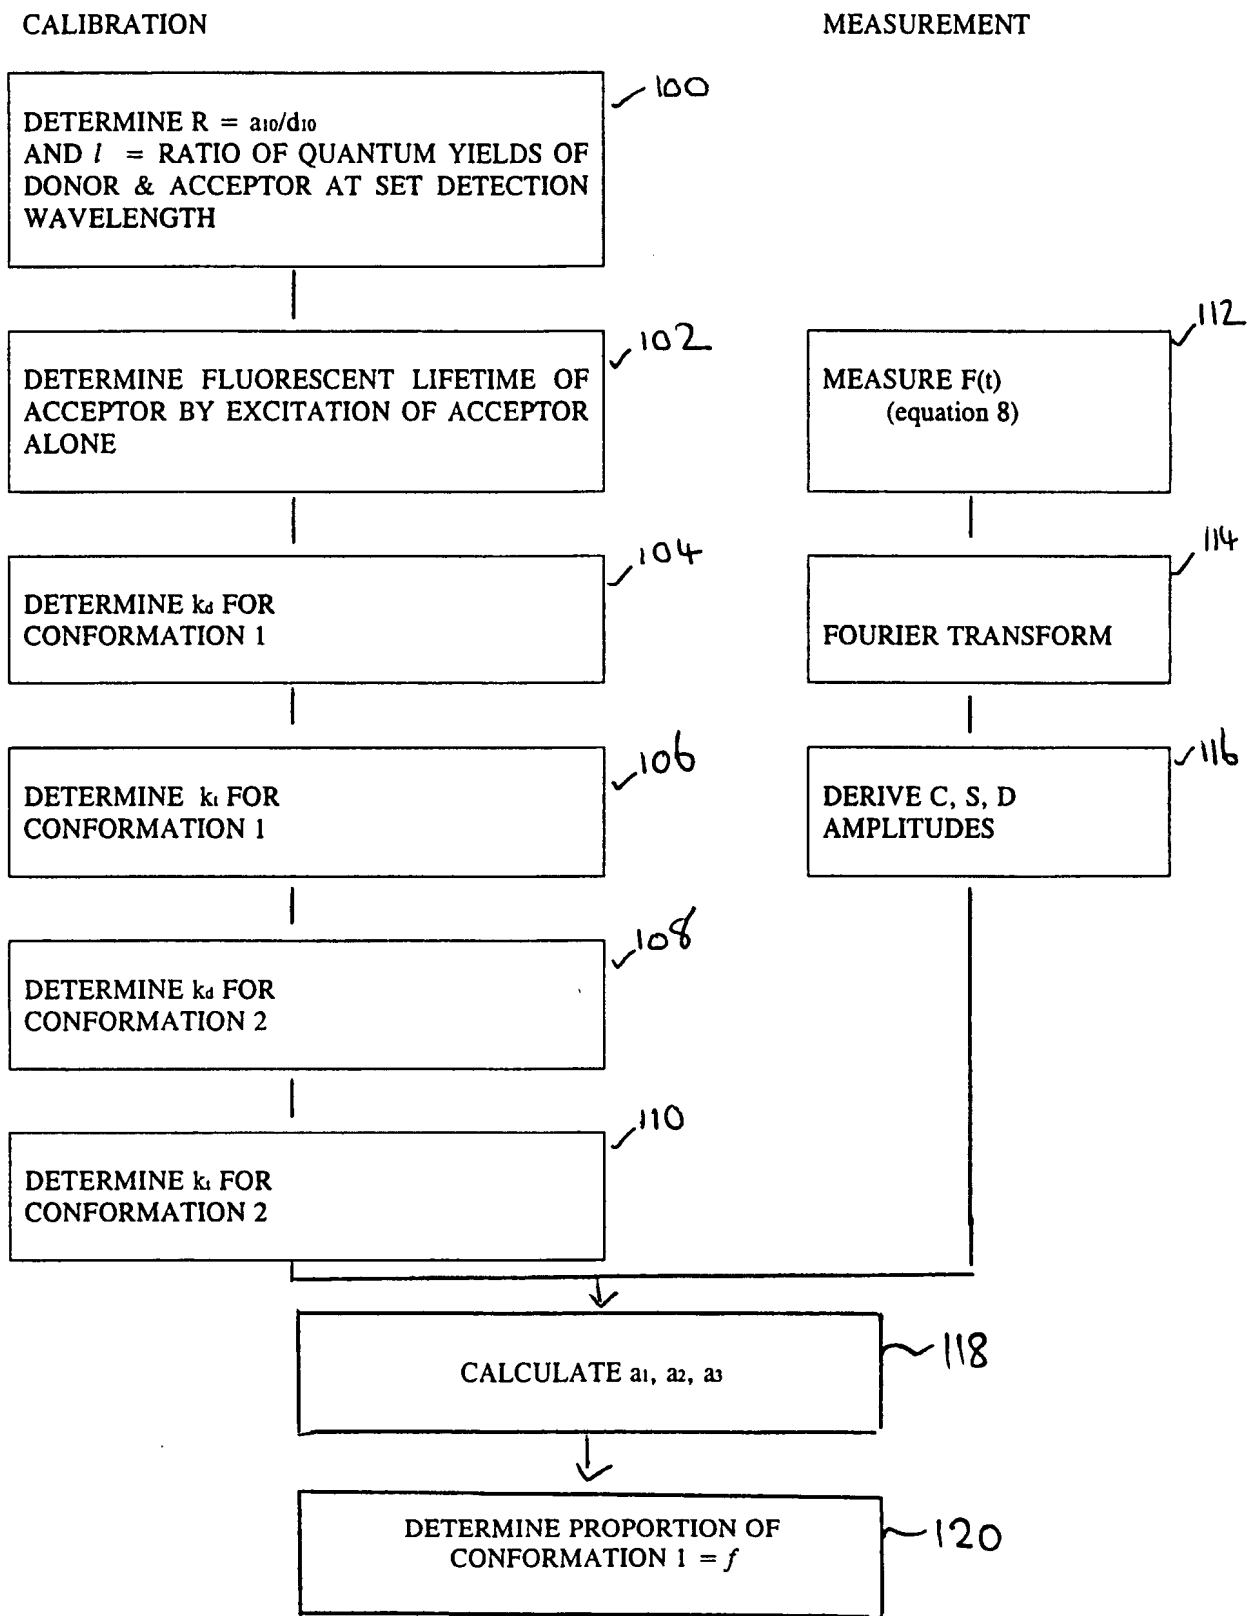 CALIBRATION
MEASUREMENT
100
DETERMINE R = a10/d10
AND l = RATIO OF QUANTUM YIELDS OF
DONOR & ACCEPTOR AT SET DETECTION
WAVELENGTH
102
DETERMINE FLUORESCENT LIFETIME OF
ACCEPTOR BY EXCITATION OF ACCEPTOR
ALONE
104
DETERMINE kd FOR
CONFORMATION 1
106
DETERMINE kt FOR
CONFORMATION 1
108
DETERMINE kd FOR
CONFORMATION 2
110
DETERMINE kt FOR
CONFORMATION 2
112
MEASURE F(t)
(equation 8)
114
FOURIER TRANSFORM
116
DERIVE C, S, D
AMPLITUDES
118
CALCULATE a1, a2, a3
120
DETERMINE PROPORTION OF
CONFORMATION 1 = f